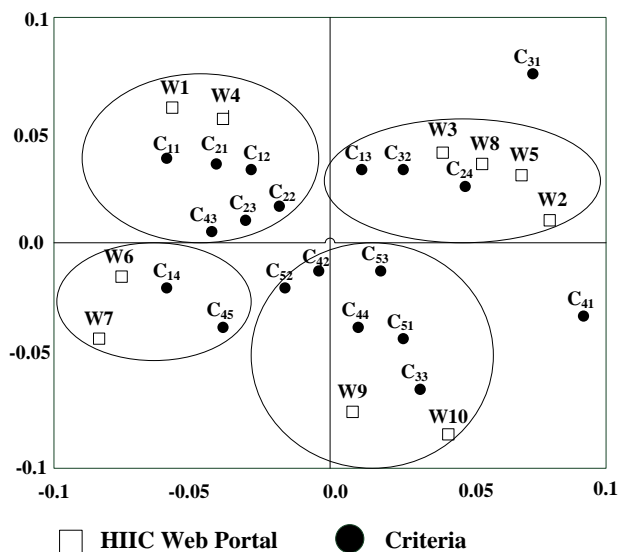 0.1
C31
W1 W4
W3 W8 W5
0.05
C11 C21 C12 C13 C32 C24
W2
C22
C23
C43
0.0
C42 C53
W6 C14 C52
C41
W7 C45 C44 C51
-0.05
C33
W9 W10
-0.1
-0.1 -0.05 0.0 0.05 0.1
HIIC Web Portal Criteria